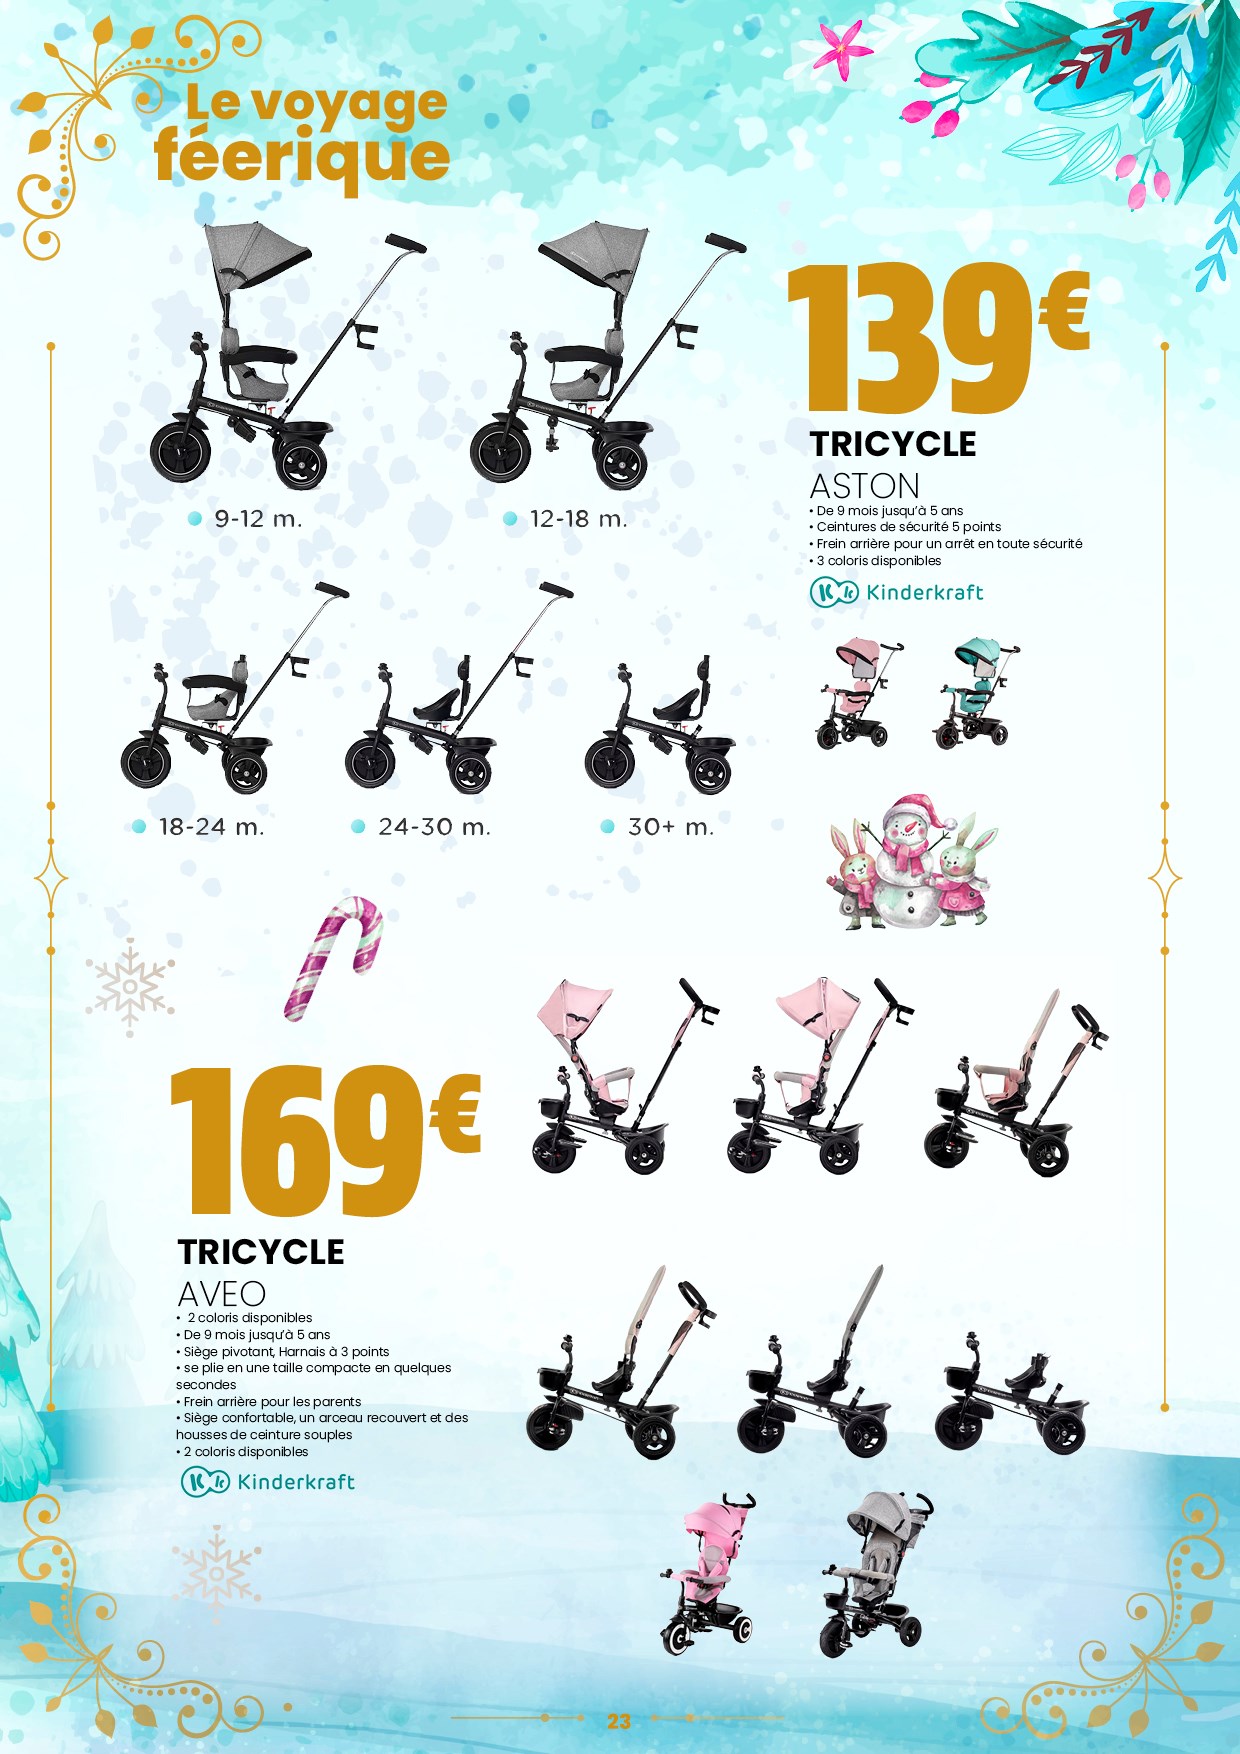 Le voyage
féerique
139€
TRICYCLE
ASTON
• De 9 mois jusqu'à 5 ans
• Ceintures de sécurité 5 points
• Frein arrière pour un arrêt en toute sécurité
• 3 coloris disponibles
Kinderkraft
9-12 m.
12-18 m.
18-24 m.
24-30 m.
30+ m.
169€
TRICYCLE
AVEO
• 2 coloris disponibles
• De 9 mois jusqu'à 5 ans
• Siège pivotant, Harnais à 3 points
• se plie en une taille compacte en quelques
secondes
• Frein arrière pour les parents
• Siège confortable, un arceau recouvert et des
housses de ceinture souples
• 2 coloris disponibles
Kinderkraft
23